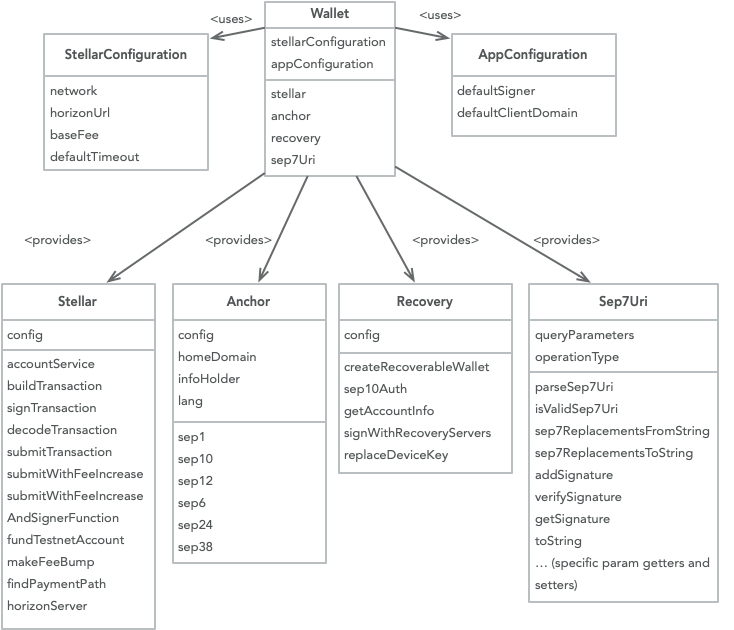 Wallet
stellarConfiguration
appConfiguration
stellar
anchor
recovery
sep7Uri
<uses>
<uses>
StellarConfiguration
network
horizonUrl
baseFee
defaultTimeout
AppConfiguration
defaultSigner
defaultClientDomain
<provides>
<provides>
<provides>
<provides>
Stellar
config
accountService
buildTransaction
signTransaction
decodeTransaction
submitTransaction
submitWithFeeIncrease
submitWithFeeIncrease
AndSignerFunction
fundTestnetAccount
makeFeeBump
findPaymentPath
horizonServer
Anchor
config
homeDomain
infoHolder
lang
sep1
sep10
sep12
sep6
sep24
sep38
Recovery
config
createRecoverableWallet
sep10Auth
getAccountInfo
signWithRecoveryServers
replaceDeviceKey
Sep7Uri
queryParameters
operationType
parseSep7Uri
isValidSep7Uri
sep7ReplacementsFromString
sep7ReplacementsToString
addSignature
verifySignature
getSignature
toString
… (specific param getters and
setters)